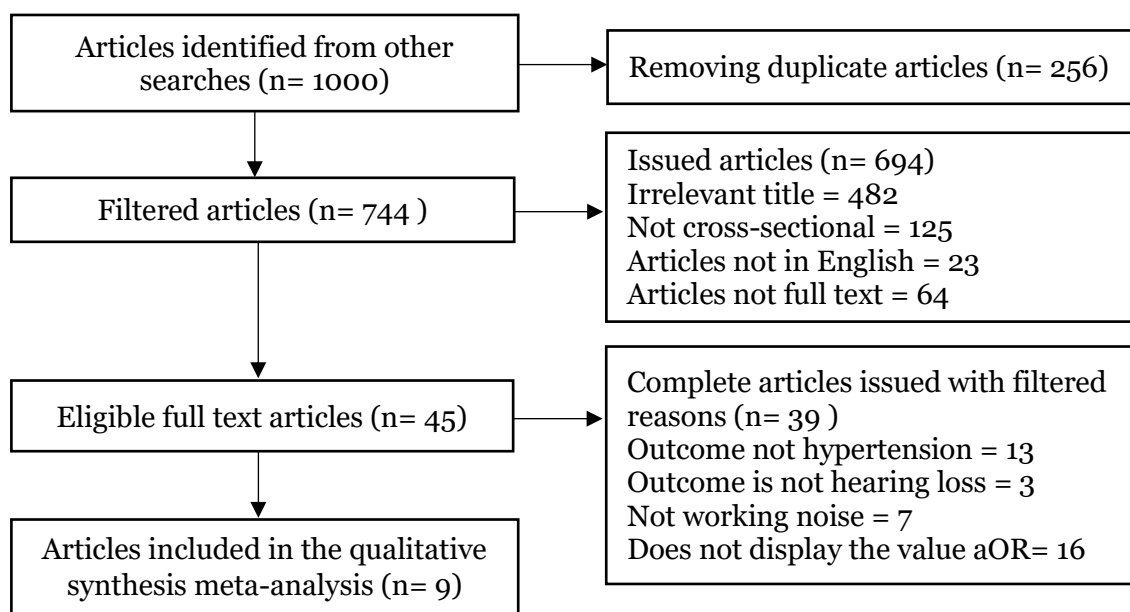 Articles identified from other
searches (n= 1000)
Removing duplicate articles (n= 256)
Filtered articles (n= 744 )
Issued articles (n= 694)
Irrelevant title = 482
Not cross-sectional = 125
Articles not in English = 23
Articles not full text = 64
Eligible full text articles (n= 45)
Complete articles issued with filtered
reasons (n= 39 )
Outcome not hypertension = 13
Outcome is not hearing loss = 3
Not working noise = 7
Does not display the value aOR= 16
Articles included in the qualitative
synthesis meta-analysis (n= 9)